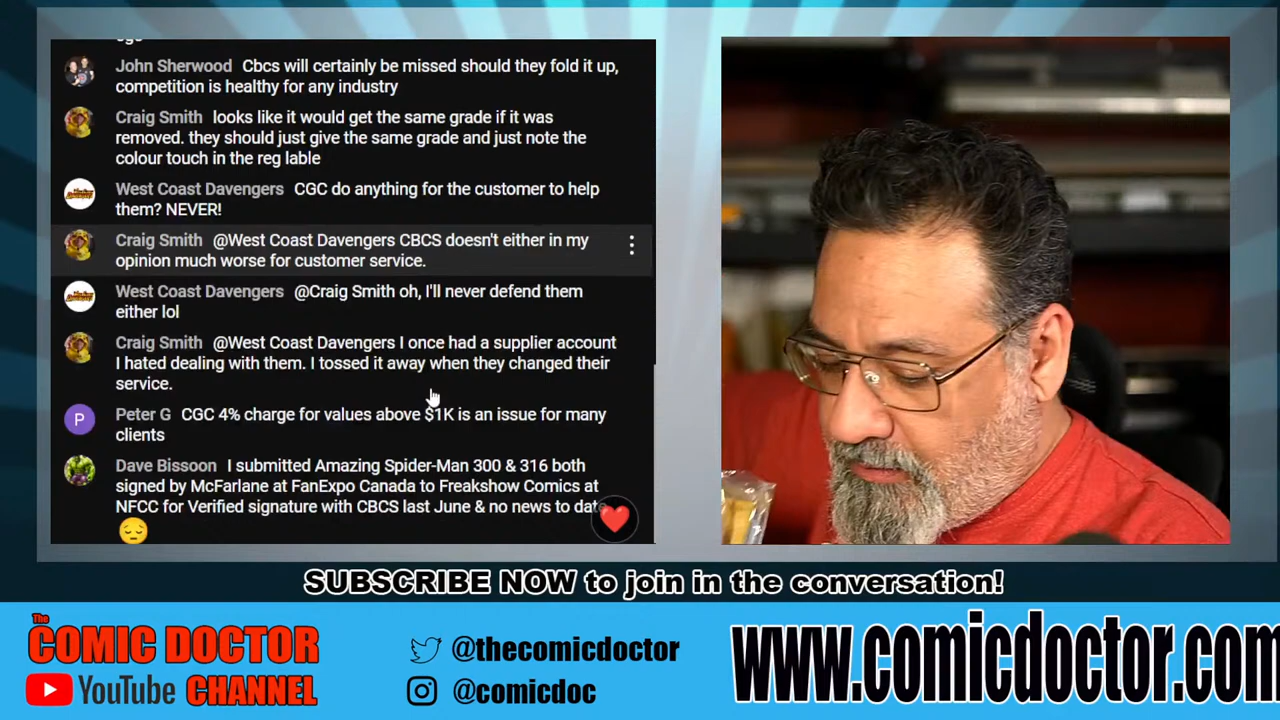 John Sherwood Cbcs will certainly be missed should they fold it up,
competition is healthy for any industry
Craig Smith looks like it would get the same grade if it was
removed. they should just give the same grade and just note the
colour touch in the reg lable
West Coast Davengers CGC do anything for the customer to help
them? NEVER!
Craig Smith @West Coast Davengers CBCS doesn't either in my
opinion much worse for customer service.
West Coast Davengers @Craig Smith oh, I'll never defend them
either lol
Craig Smith @West Coast Davengers I once had a supplier account
I hated dealing with them. I tossed it away when they changed their
service.
P
Peter G CGC 4% charge for values above $1K is an issue for many
clients
Dave Bissoon I submitted Amazing Spider-Man 300 & 316 both
signed by McFarlane at FanExpo Canada to Freakshow Comics at
NFCC for Verified signature with CBCS last June & no news to date
SUBSCRIBE NOW to join in the conversation!
The
COMIC DOCTOR
YouTube CHANNEL
@thecomicdoctor
@comicdoc
www.comicdoctor.com